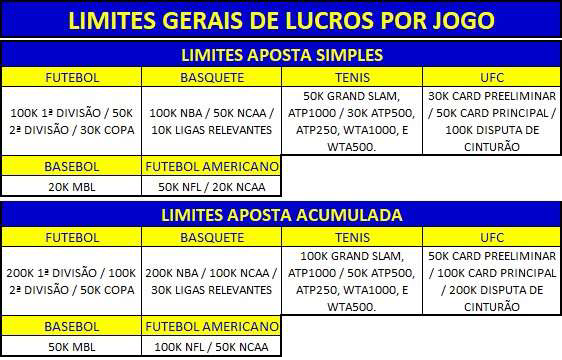 LIMITES GERAIS DE LUCROS POR JOGO
LIMITES APOSTA SIMPLES
FUTEBOL
BASQUETE
TENIS
UFC
100K 1ª DIVISÃO / 50K
2ª DIVISÃO / 30K COPA
100K NBA / 50K NCAA /
10K LIGAS RELEVANTES
50K GRAND SLAM,
ATP1000 / 30K ATP500,
ATP250, WTA1000, E
WTA500.
30K CARD PREELIMINAR
/ 50K CARD PRINCIPAL /
100K DISPUTA DE
CINTURÃO
BASEBOL
FUTEBOL AMERICANO
20K MBL
50K NFL / 20K NCAA
LIMITES APOSTA ACUMULADA
FUTEBOL
BASQUETE
TENIS
UFC
200K 1ª DIVISÃO / 100K
2ª DIVISÃO / 50K COPA
200K NBA / 100K NCAA /
30K LIGAS RELEVANTES
100K GRAND SLAM,
ATP1000 / 50K ATP500,
ATP250, WTA1000, E
WTA500.
50K CARD PREELIMINAR
/ 100K CARD PRINCIPAL
/ 200K DISPUTA DE
CINTURÃO
BASEBOL
FUTEBOL AMERICANO
50K MBL
100K NFL / 50K NCAA